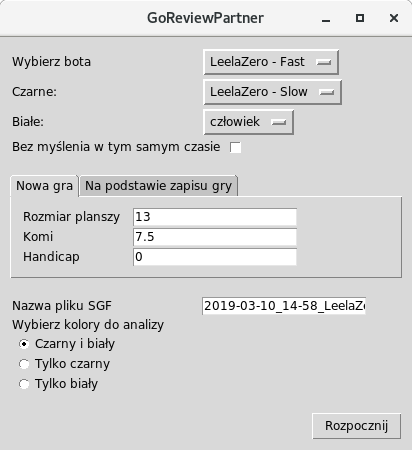 GoReviewPartner
Wybierz bota LeelaZero - Fast
Czarne: LeelaZero - Slow
Białe: człowiek
Bez myślenia w tym samym czasie
Nowa gra Na podstawie zapisu gry
Rozmiar planszy 13
Komi 7.5
Handicap 0
Nazwa pliku SGF 2019-03-10_14-58_LeelaZe
Wybierz kolory do analizy
Czarny i biały
Tylko czarny
Tylko biały
Rozpocznij